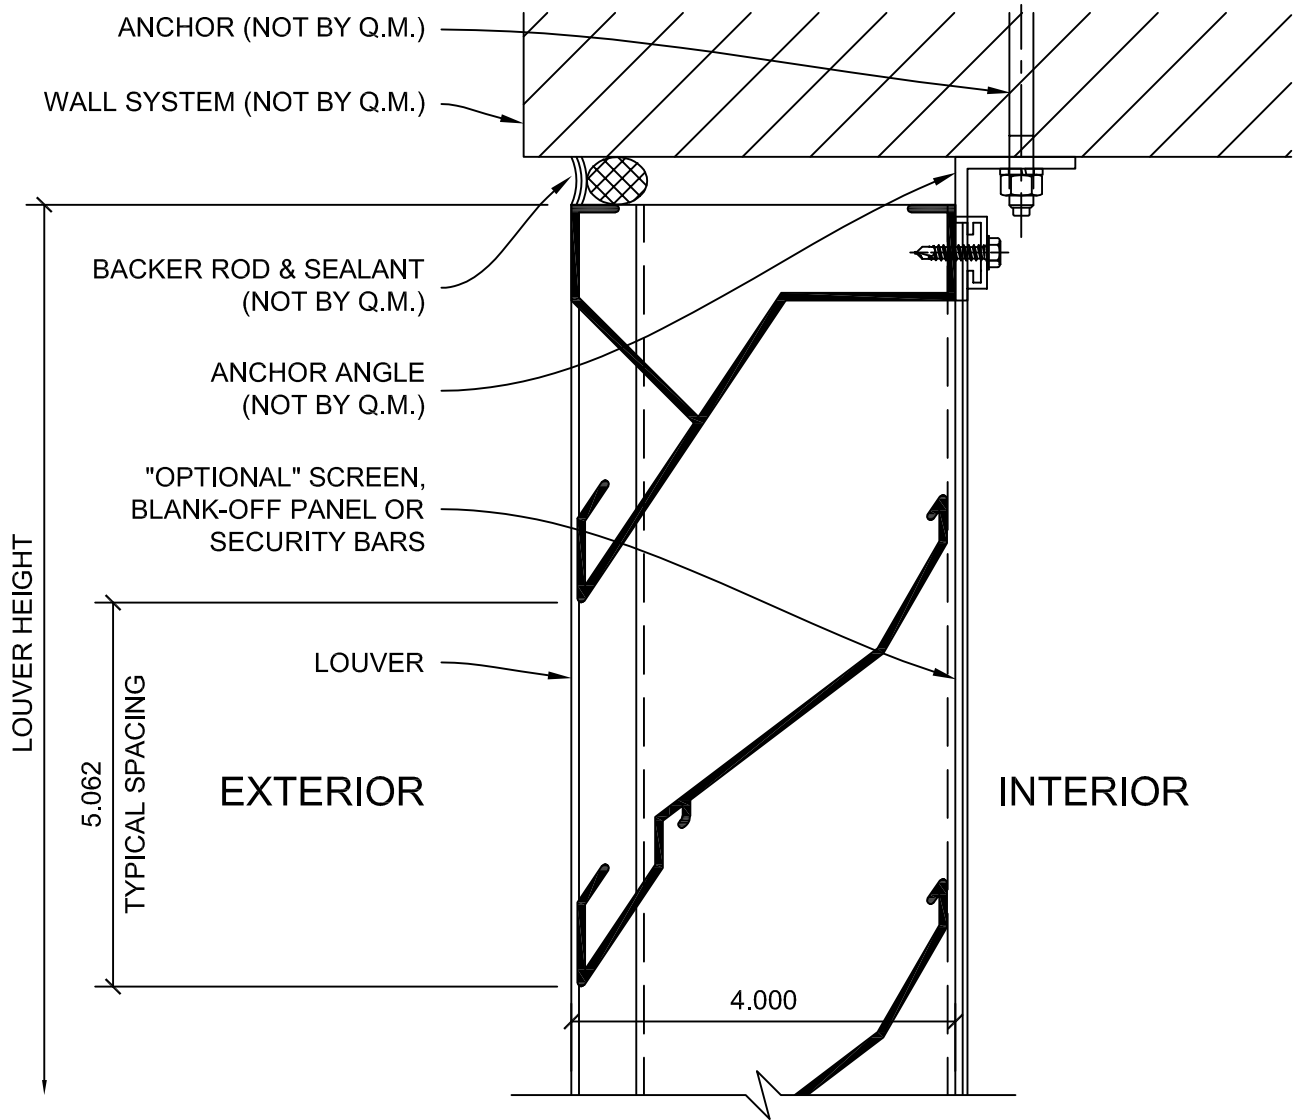 ANCHOR (NOT BY Q.M.)
WALL SYSTEM (NOT BY Q.M.)
BACKER ROD & SEALANT
(NOT BY Q.M.)
ANCHOR ANGLE
(NOT BY Q.M.)
"OPTIONAL" SCREEN,
BLANK-OFF PANEL OR
SECURITY BARS
LOUVER HEIGHT
LOUVER
5.062
TYPICAL SPACING
EXTERIOR
INTERIOR
4.000